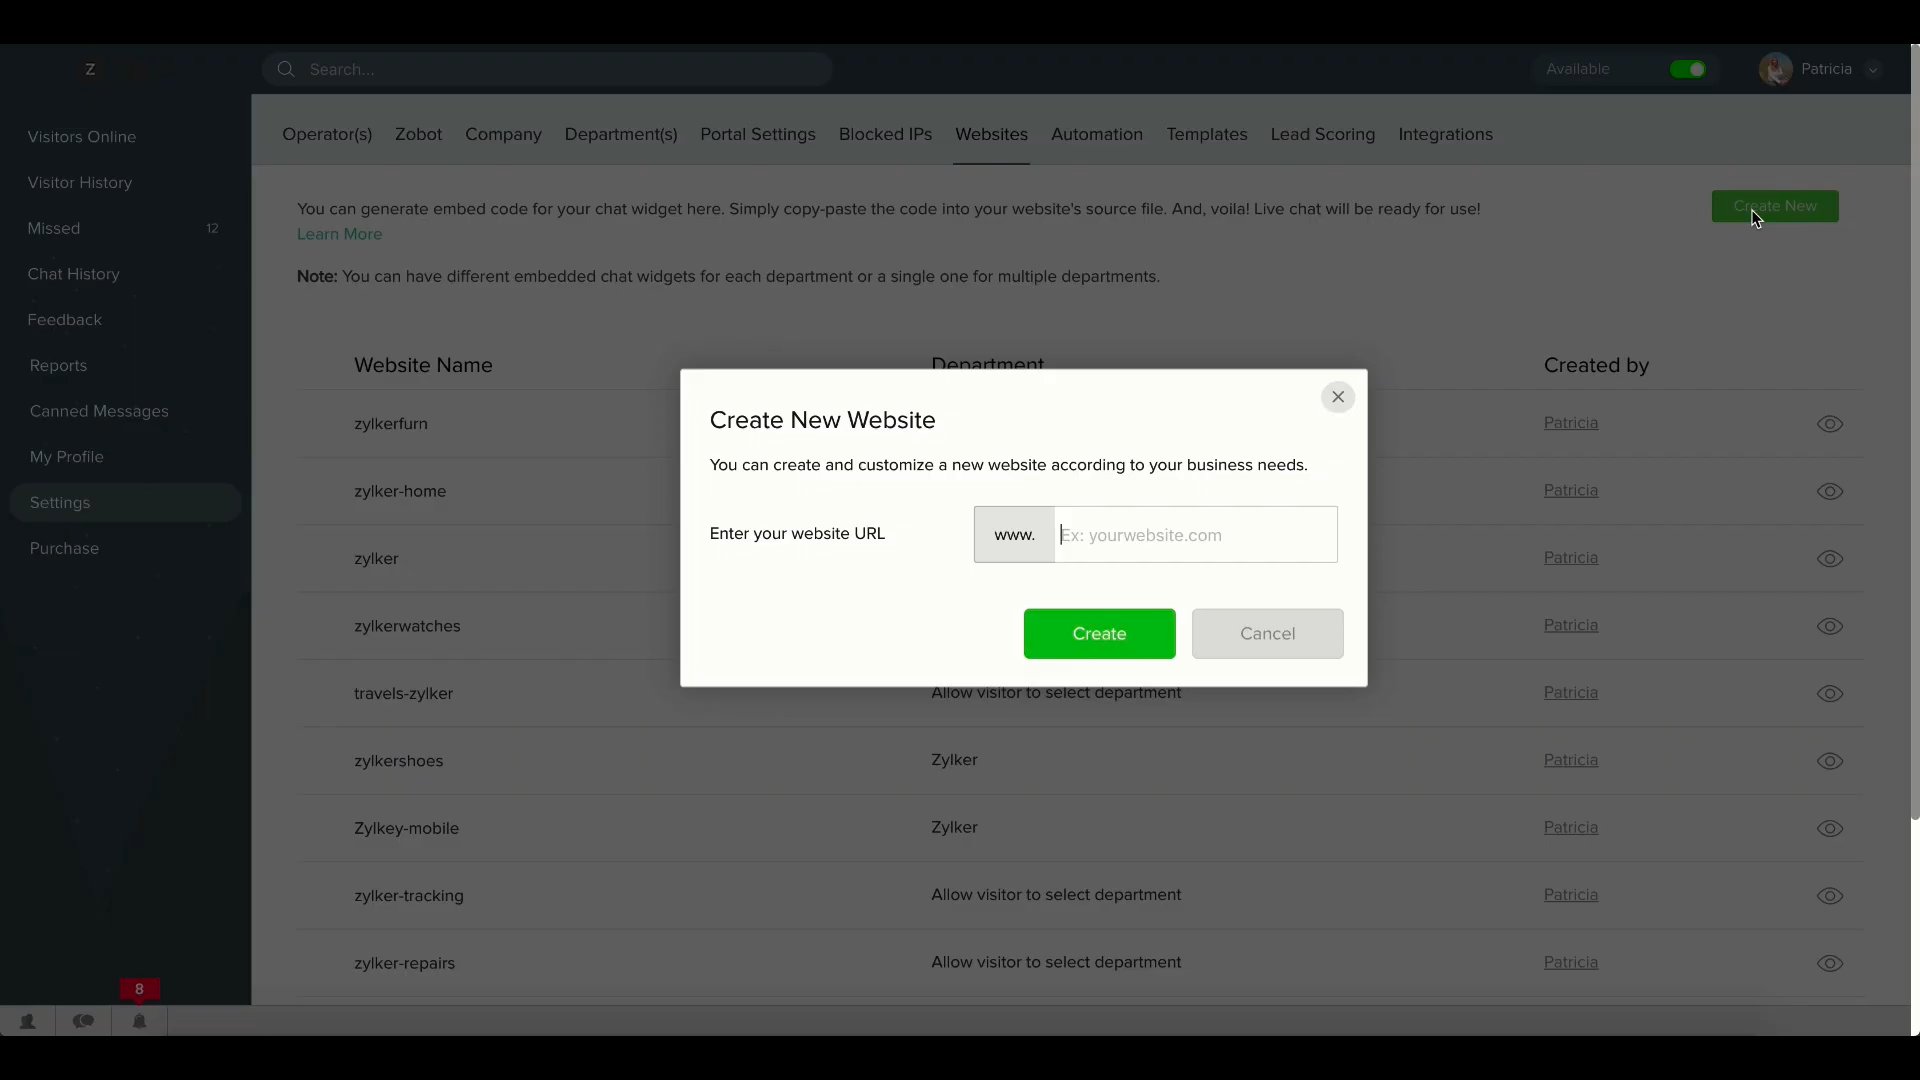 Z
Search...
Available
Patricia
Visitors Online
Visitor History
Missed 12
Chat History
Feedback
Reports
Canned Messages
My Profile
Settings
Purchase
8
Operator(s) Zobot Company Department(s) Portal Settings Blocked IPs Websites Automation Templates Lead Scoring Integrations
You can generate embed code for your chat widget here. Simply copy-paste the code into your website's source file. And, voila! Live chat will be ready for use!
Learn More
Create New
Note: You can have different embedded chat widgets for each department or a single one for multiple departments.
Website Name Department Created by
zylkerfurn Patricia
zylker-home Patricia
zylker Patricia
zylkerwatches Patricia
travels-zylker Allow visitor to select department Patricia
zylkershoes Zylker Patricia
Zylkey-mobile Zylker Patricia
zylker-tracking Allow visitor to select department Patricia
zylker-repairs Allow visitor to select department Patricia
Create New Website
You can create and customize a new website according to your business needs.
Enter your website URL www. Ex: yourwebsite.com
Create Cancel